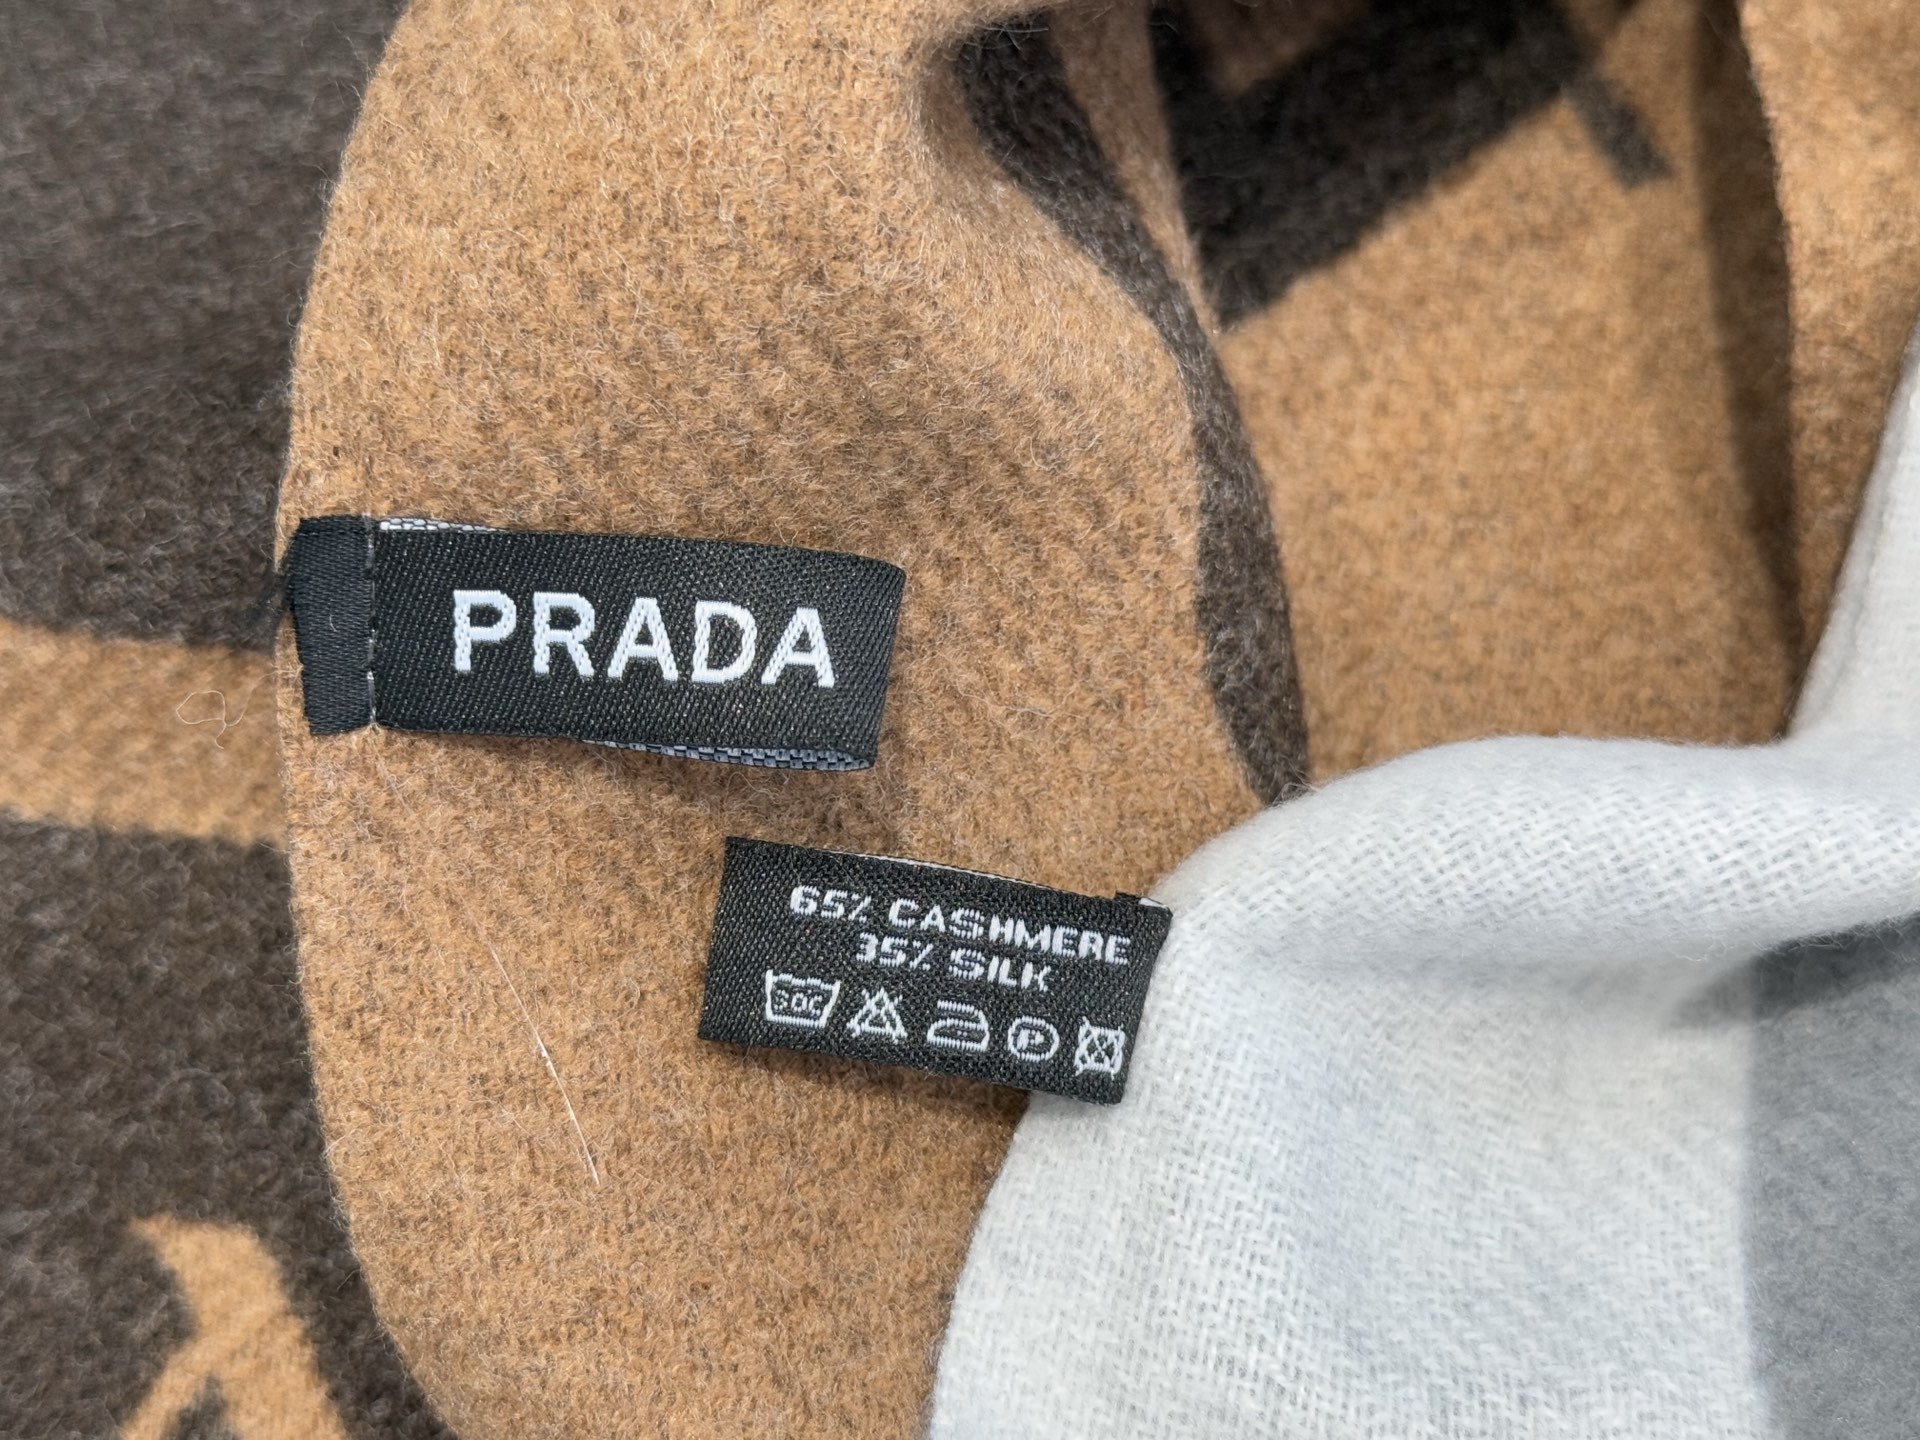 PRADA
65% CASHMERE
35% SILK
30C
P